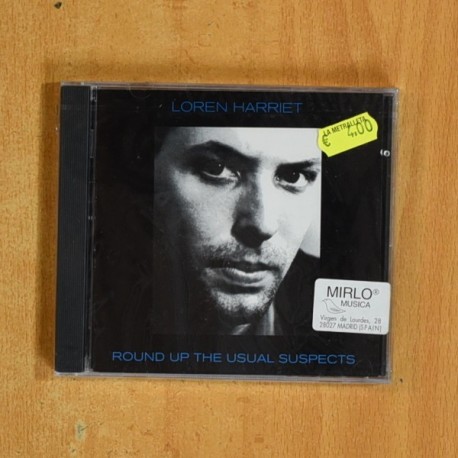 LOREN HARRIET
LA METRALLETA
€ 4.00
MIRLO®
MUSICA
Virgen de Lourdes, 28
28027 MADRID (SPAIN)
ROUND UP THE USUAL SUSPECTS